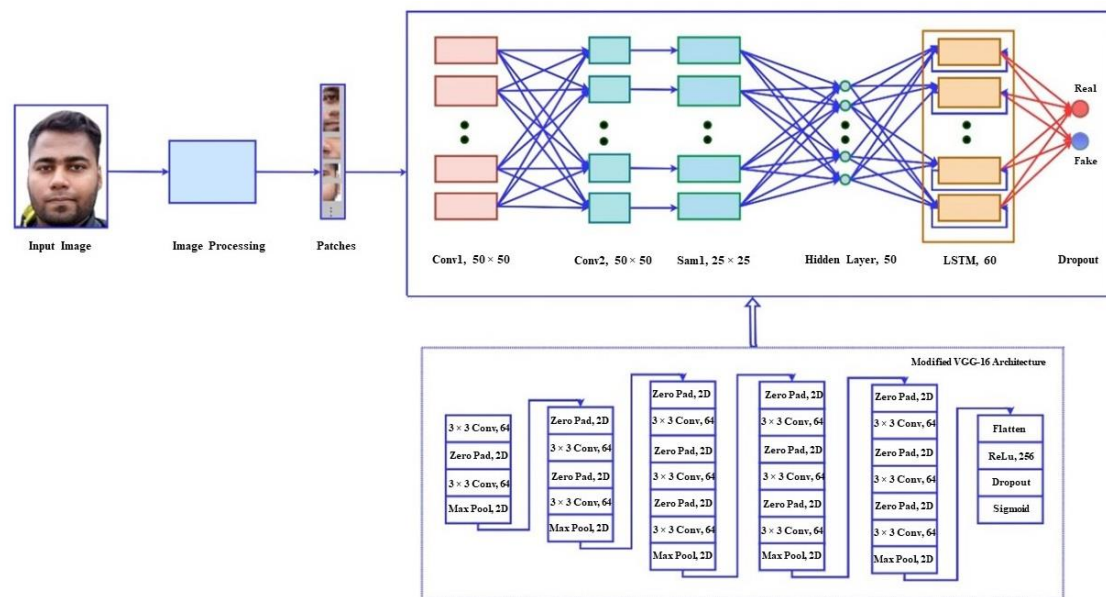 Real
Fake
Input Image
Image Processing
Patches
Conv1, 50 × 50
Conv2, 50 × 50
Sam1, 25 × 25
Hidden Layer, 50
LSTM, 60
Dropout
Modified VGG-16 Architecture
3 × 3 Conv, 64
Zero Pad, 2D
3 × 3 Conv, 64
Max Pool, 2D
Zero Pad, 2D
3 × 3 Conv, 64
Zero Pad, 2D
3 × 3 Conv, 64
Max Pool, 2D
Zero Pad, 2D
3 × 3 Conv, 64
Zero Pad, 2D
3 × 3 Conv, 64
Zero Pad, 2D
3 × 3 Conv, 64
Max Pool, 2D
Zero Pad, 2D
3 × 3 Conv, 64
Zero Pad, 2D
3 × 3 Conv, 64
Zero Pad, 2D
3 × 3 Conv, 64
Max Pool, 2D
Zero Pad, 2D
3 × 3 Conv, 64
Zero Pad, 2D
3 × 3 Conv, 64
Zero Pad, 2D
3 × 3 Conv, 64
Max Pool, 2D
Flatten
ReLu, 256
Dropout
Sigmoid